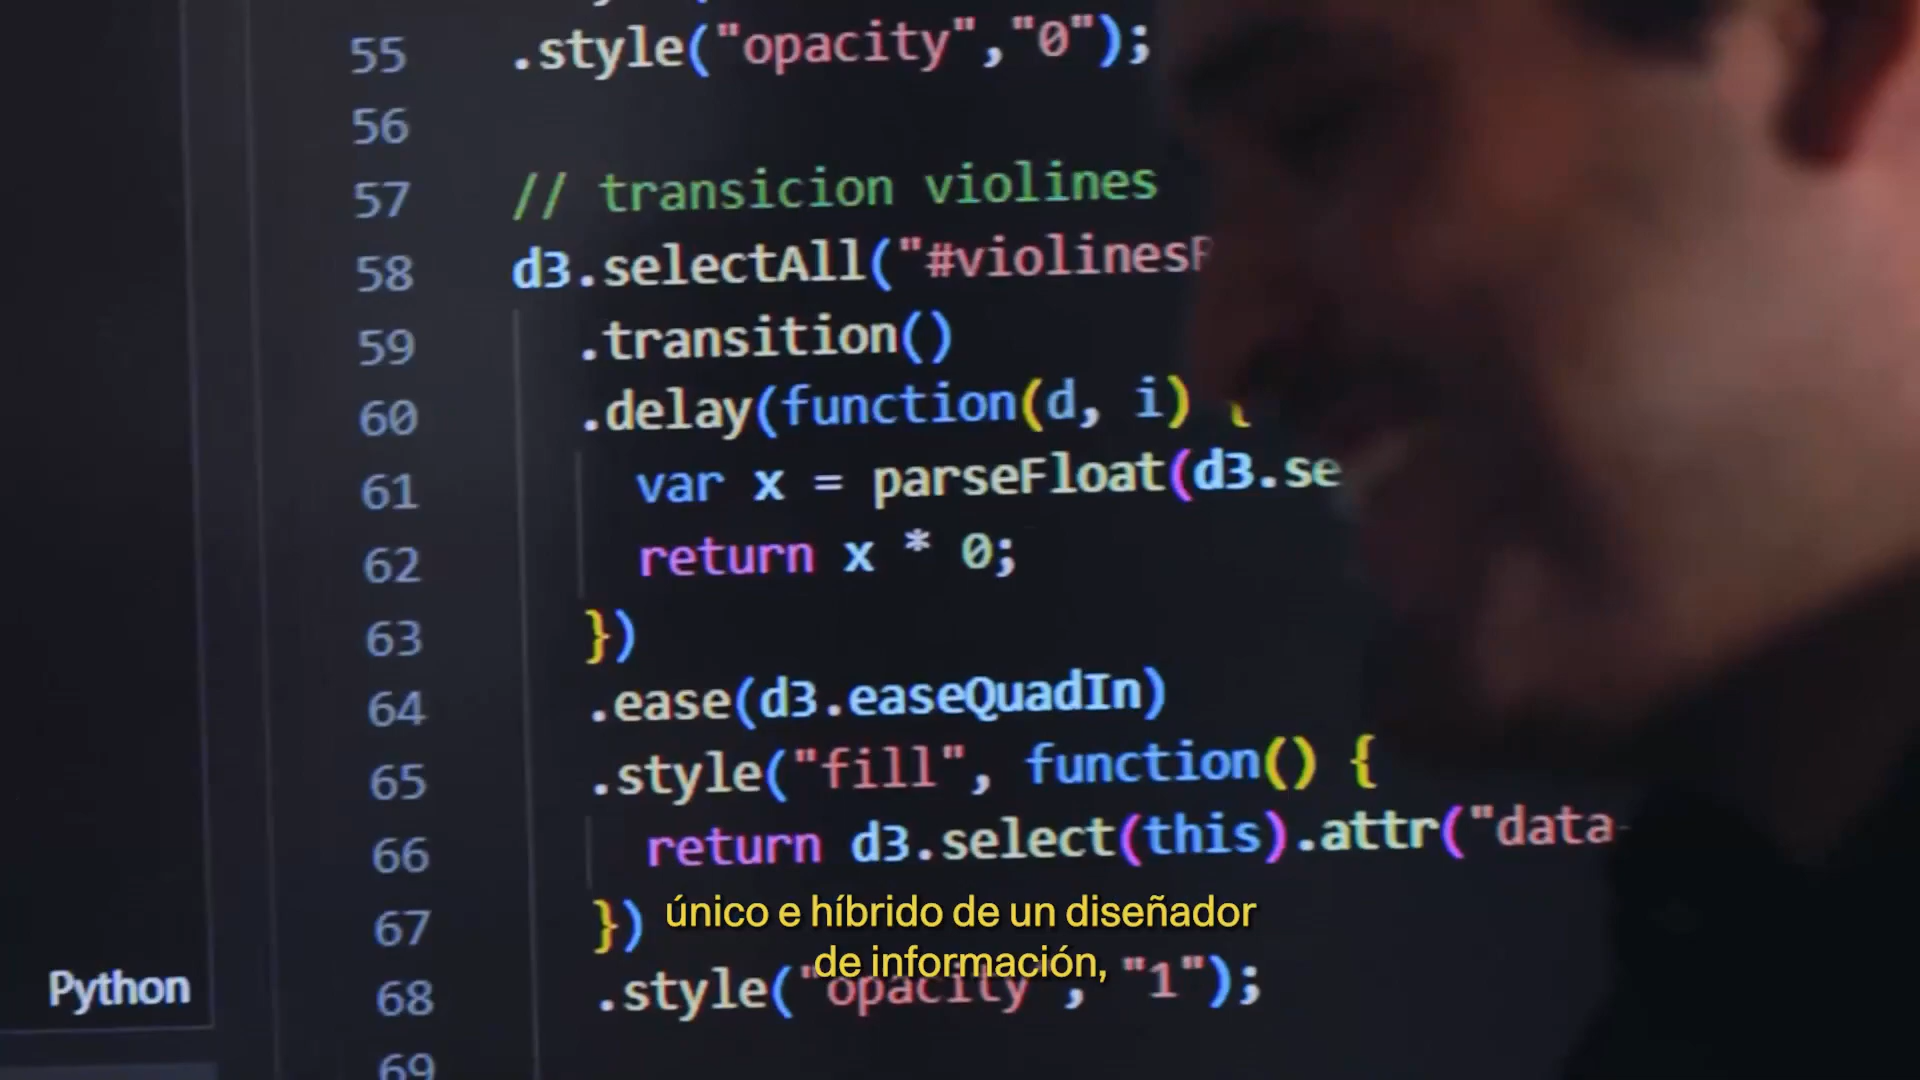 55 .style("opacity","0");
56
57 // transicion violines
58 d3.selectAll("#violines
59 .transition()
60 .delay(function(d, i) {
61 var x = parseFloat(d3.se
62 return x * 0;
63 })
64 .ease(d3.easeQuadIn)
65 .style("fill", function() {
66 return d3.select(this).attr("data-
67 })
68 .style("opacity", "1");
69
Python
único e híbrido de un diseñador
de información,